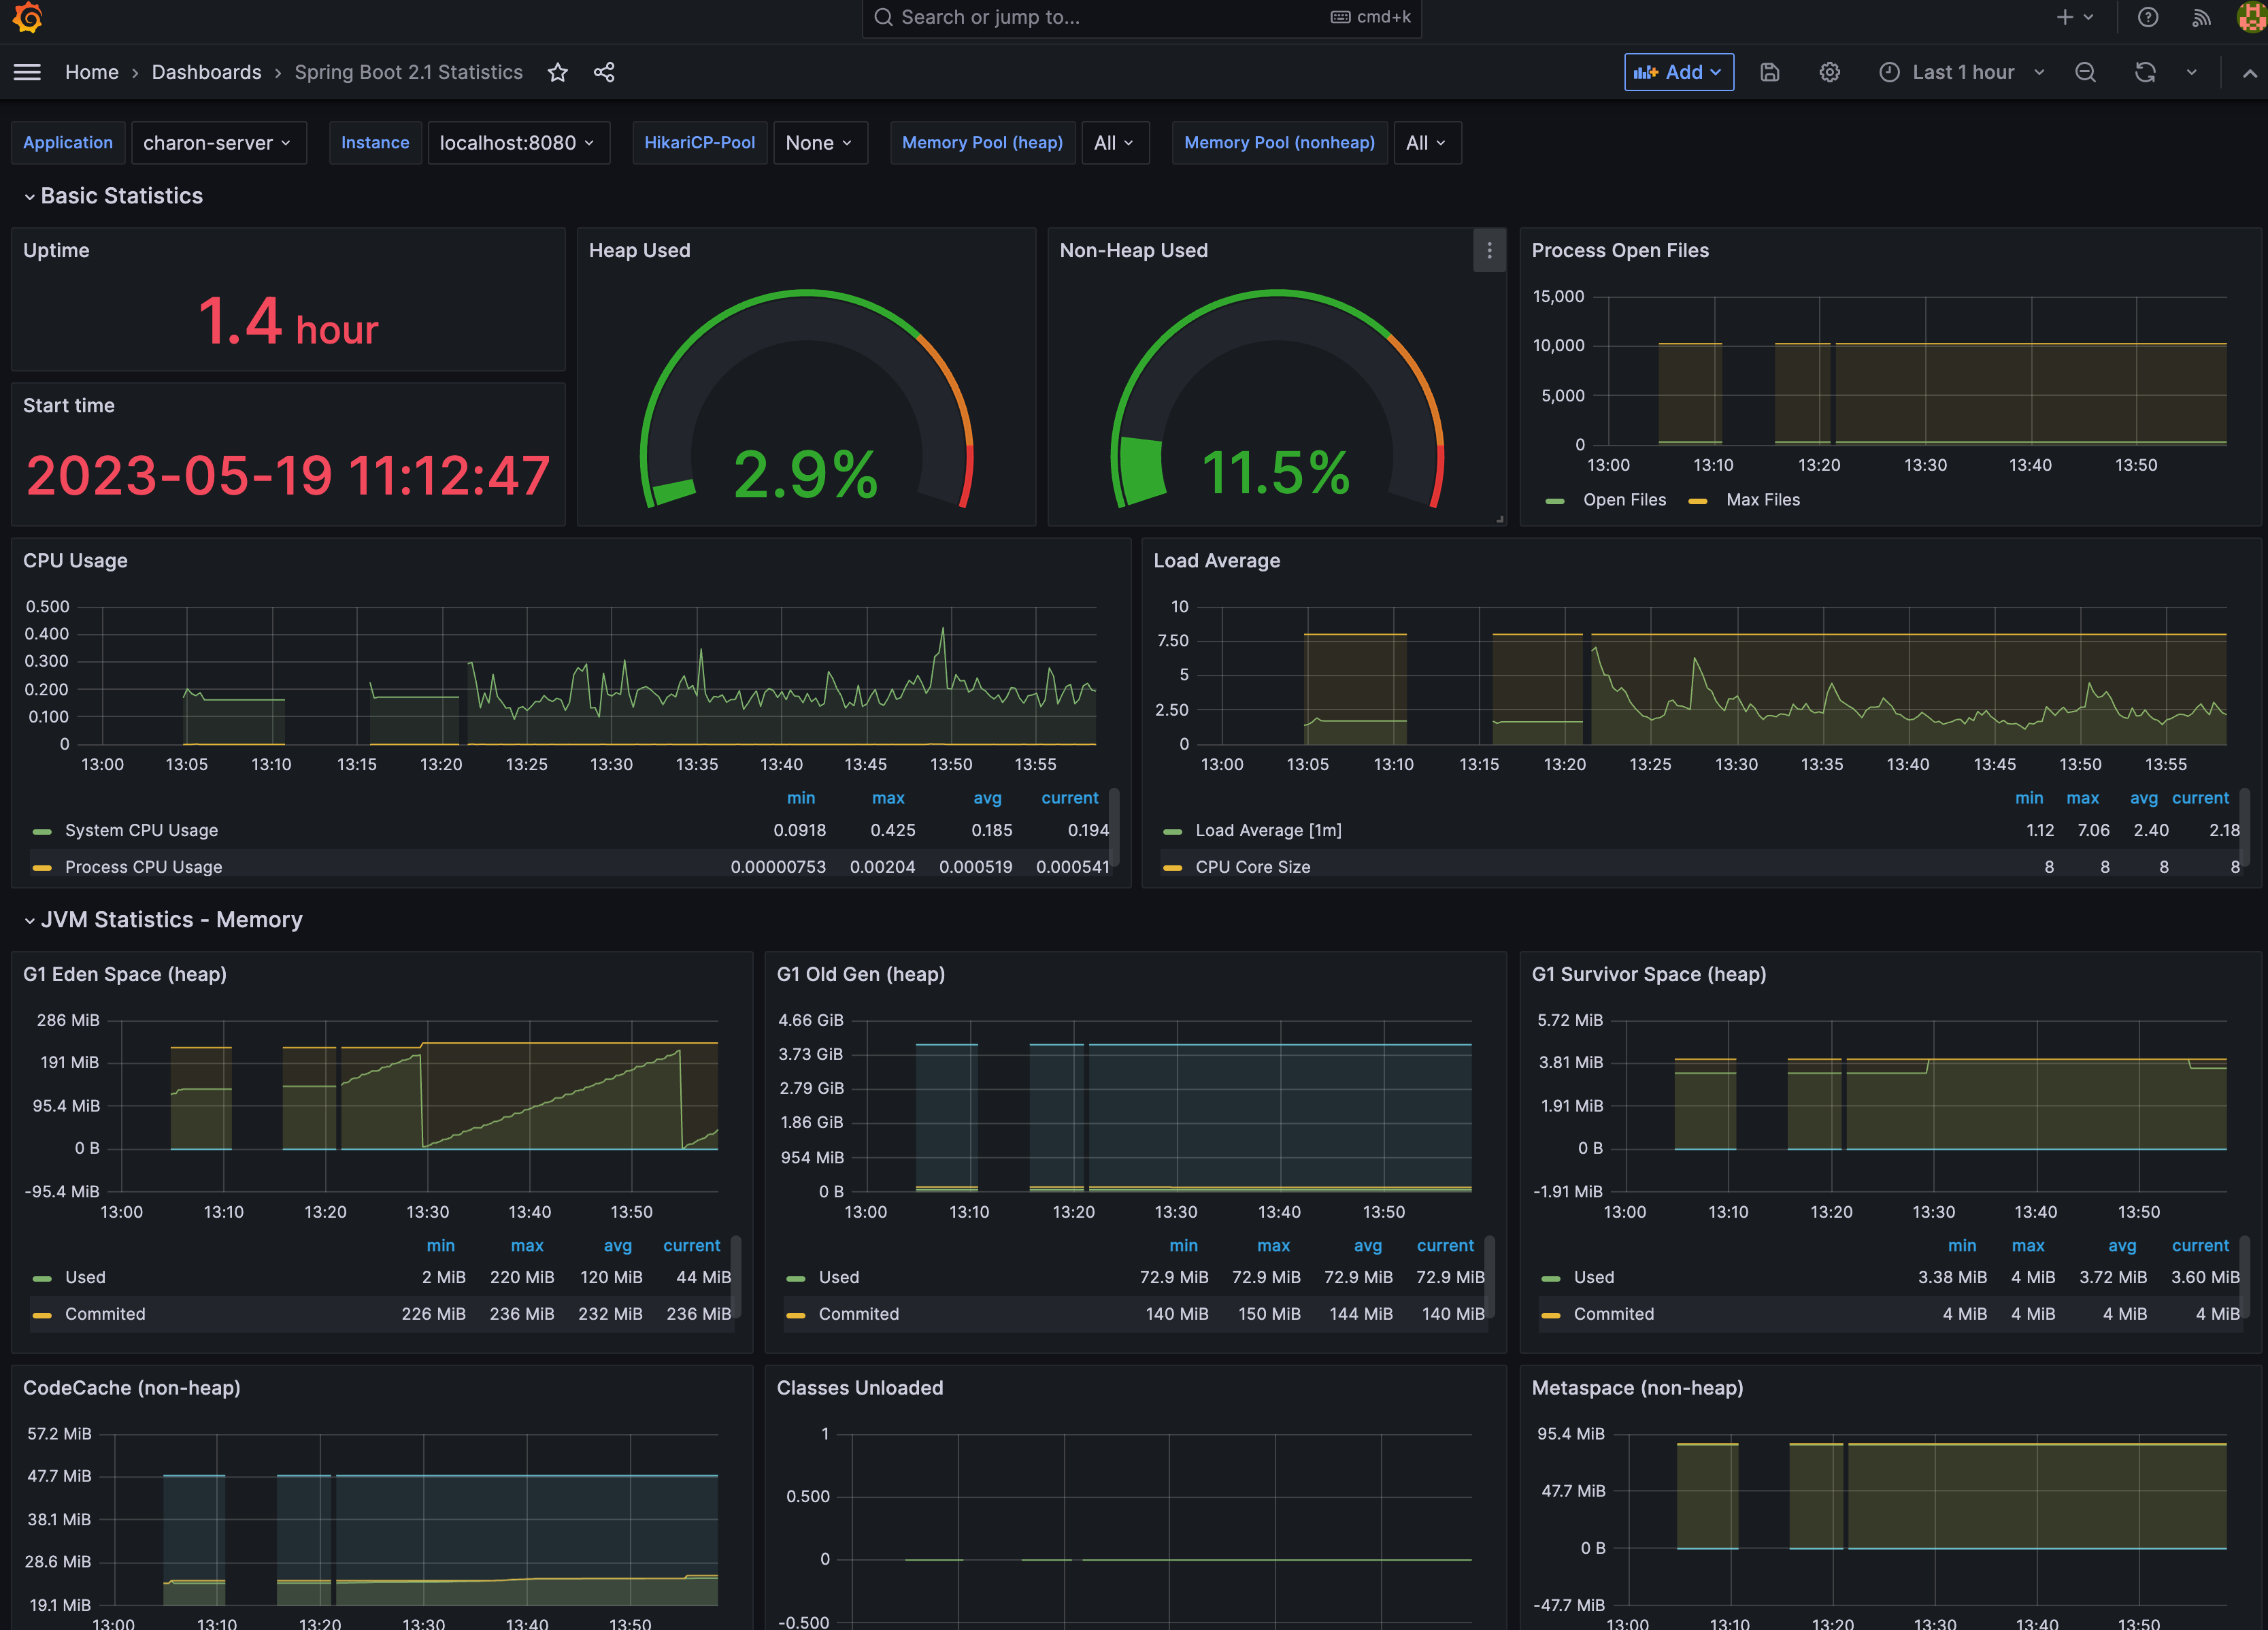 Search or jump to... cmd+k
Home › Dashboards › Spring Boot 2.1 Statistics Add Last 1 hour
Application charon-server Instance localhost:8080 HikariCP-Pool None Memory Pool (heap) All Memory Pool (nonheap) All
Basic Statistics
Uptime
1.4 hour
Start time
2023-05-19 11:12:47
Heap Used
2.9%
Non-Heap Used
11.5%
Process Open Files
15,000
10,000
5,000
0
13:00 13:10 13:20 13:30 13:40 13:50
Open Files Max Files
CPU Usage
0.500
0.400
0.300
0.200
0.100
0
13:00 13:05 13:10 13:15 13:20 13:25 13:30 13:35 13:40 13:45 13:50 13:55
min max avg current
System CPU Usage 0.0918 0.425 0.185 0.194
Process CPU Usage 0.00000753 0.00204 0.000519 0.000541
Load Average
10
7.50
5
2.50
0
13:00 13:05 13:10 13:15 13:20 13:25 13:30 13:35 13:40 13:45 13:50 13:55
min max avg current
Load Average [1m] 1.12 7.06 2.40 2.18
CPU Core Size 8 8 8 8
JVM Statistics - Memory
G1 Eden Space (heap)
286 MiB
191 MiB
95.4 MiB
0 B
-95.4 MiB
13:00 13:10 13:20 13:30 13:40 13:50
min max avg current
Used 2 MiB 220 MiB 120 MiB 44 MiB
Commited 226 MiB 236 MiB 232 MiB 236 MiB
G1 Old Gen (heap)
4.66 GiB
3.73 GiB
2.79 GiB
1.86 GiB
954 MiB
0 B
13:00 13:10 13:20 13:30 13:40 13:50
min max avg current
Used 72.9 MiB 72.9 MiB 72.9 MiB 72.9 MiB
Commited 140 MiB 150 MiB 144 MiB 140 MiB
G1 Survivor Space (heap)
5.72 MiB
3.81 MiB
1.91 MiB
0 B
-1.91 MiB
13:00 13:10 13:20 13:30 13:40 13:50
min max avg current
Used 3.38 MiB 4 MiB 3.72 MiB 3.60 MiB
Commited 4 MiB 4 MiB 4 MiB 4 MiB
CodeCache (non-heap)
57.2 MiB
47.7 MiB
38.1 MiB
28.6 MiB
19.1 MiB
13:00 13:10 13:20 13:30 13:40 13:50
Classes Unloaded
1
0.500
0
-0.500
Metaspace (non-heap)
95.4 MiB
47.7 MiB
0 B
-47.7 MiB
13:00 13:10 13:20 13:30 13:40 13:50